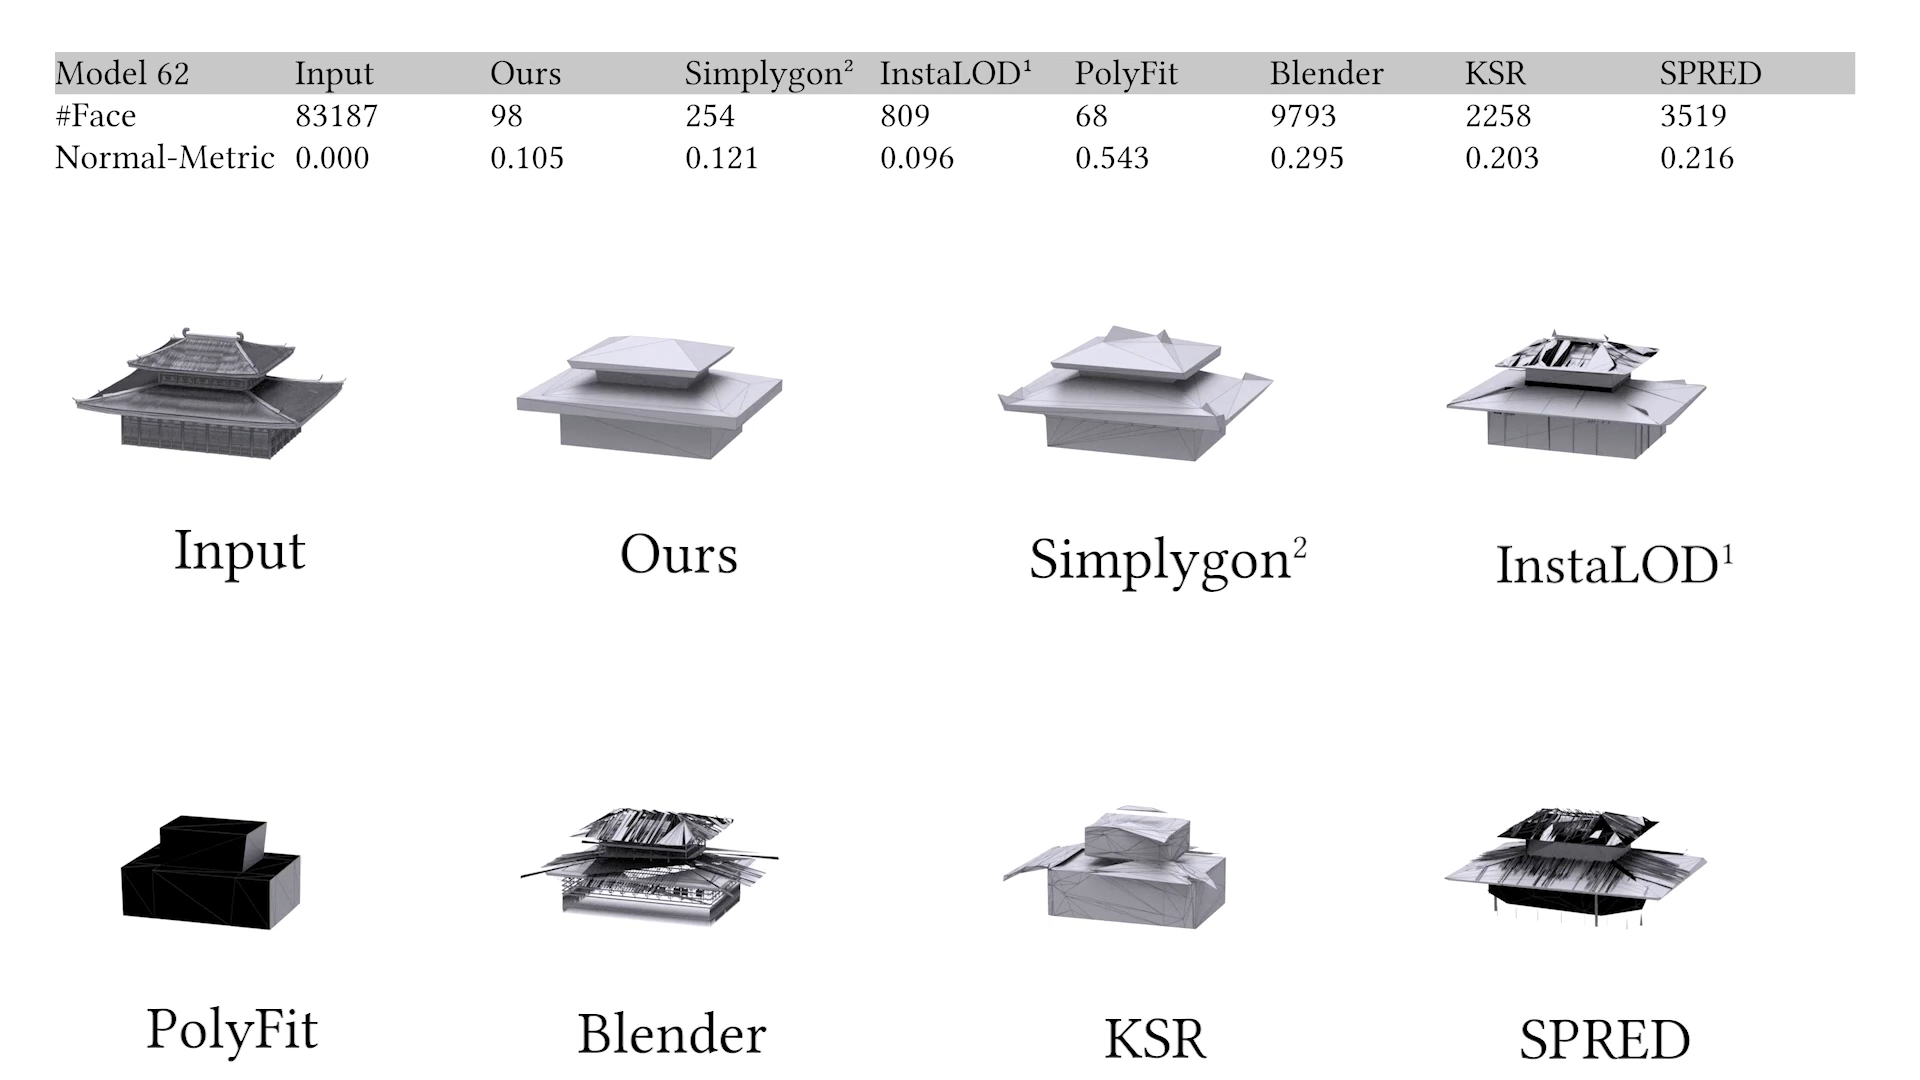 Model 62 Input Ours Simplygon² InstaLOD¹ PolyFit Blender KSR SPRED
#Face 83187 98 254 809 68 9793 2258 3519
Normal-Metric 0.000 0.105 0.121 0.096 0.543 0.295 0.203 0.216
Input Ours Simplygon² InstaLOD¹
PolyFit Blender KSR SPRED